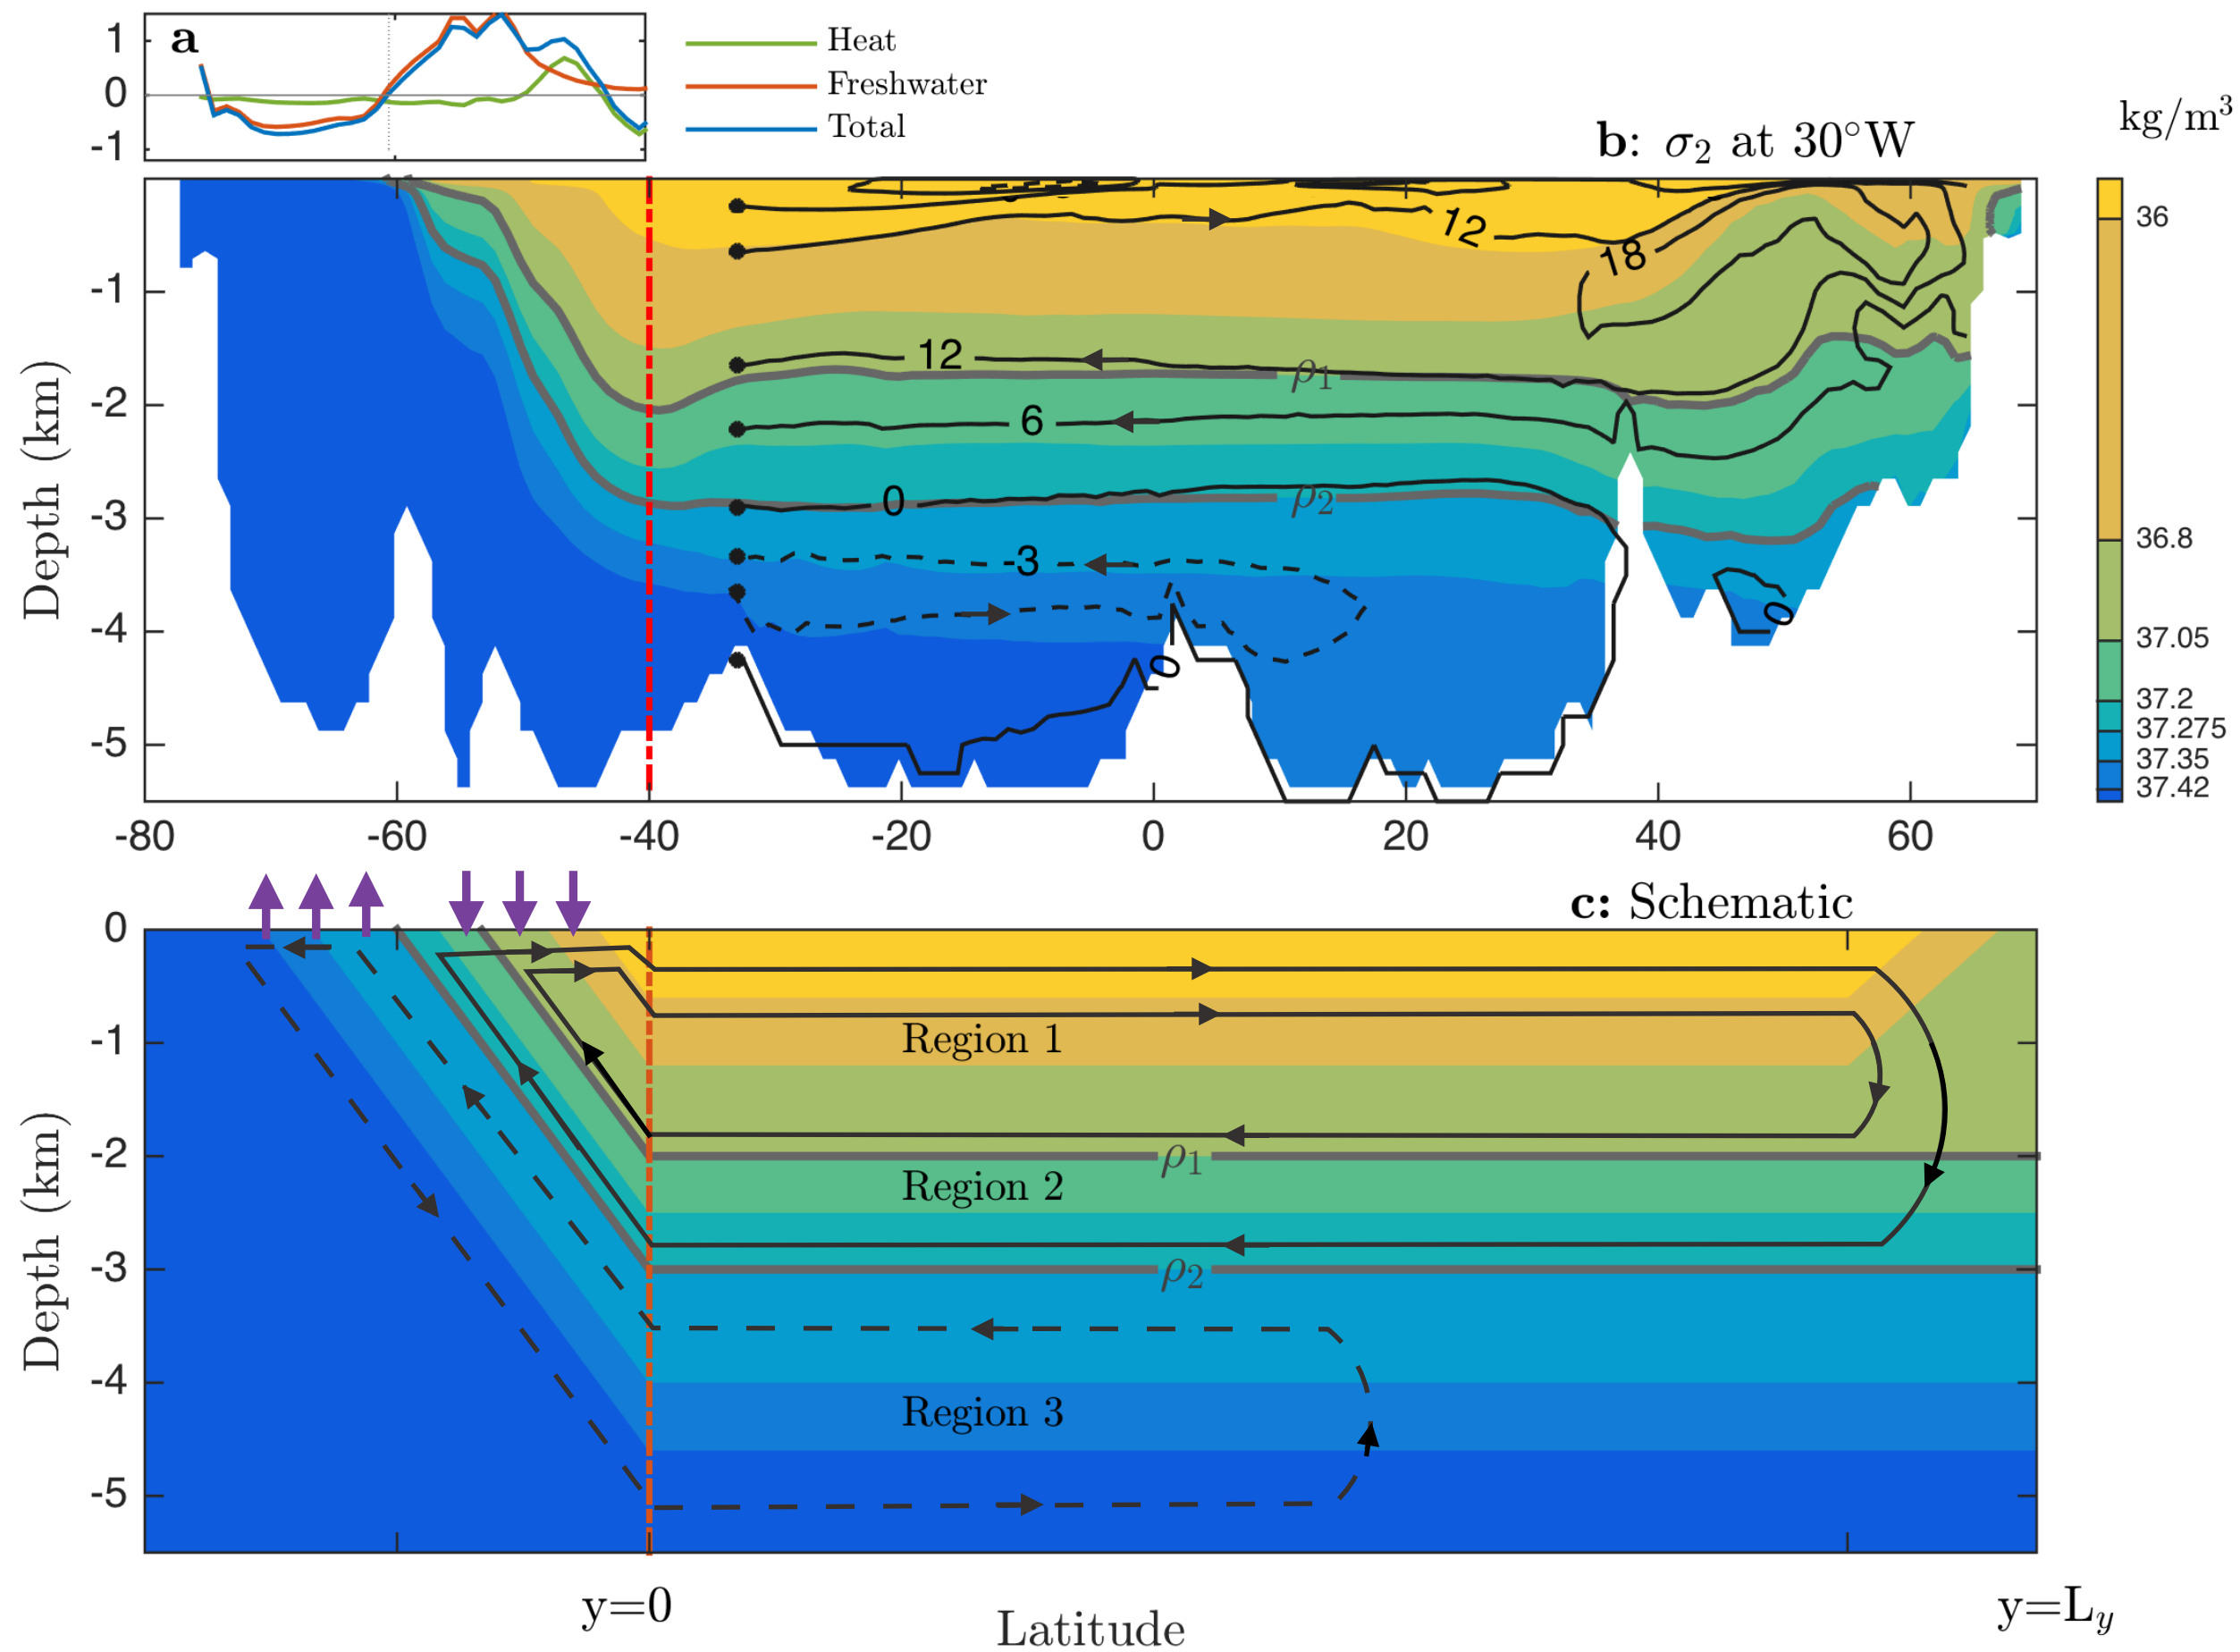 a
1
0
-1
Heat
Freshwater
Total
b: σ₂ at 30°W
kg/m³
Depth (km)
-1
-2
-3
-4
-5
12
18
12
ρ₁
6
0
ρ₂
-3
0
0
36
36.8
37.05
37.2
37.275
37.35
37.42
-80 -60 -40 -20 0 20 40 60
c: Schematic
Depth (km)
0
-1
-2
-3
-4
-5
Region 1
ρ₁
Region 2
ρ₂
Region 3
y=0
Latitude
y=Lᵧ